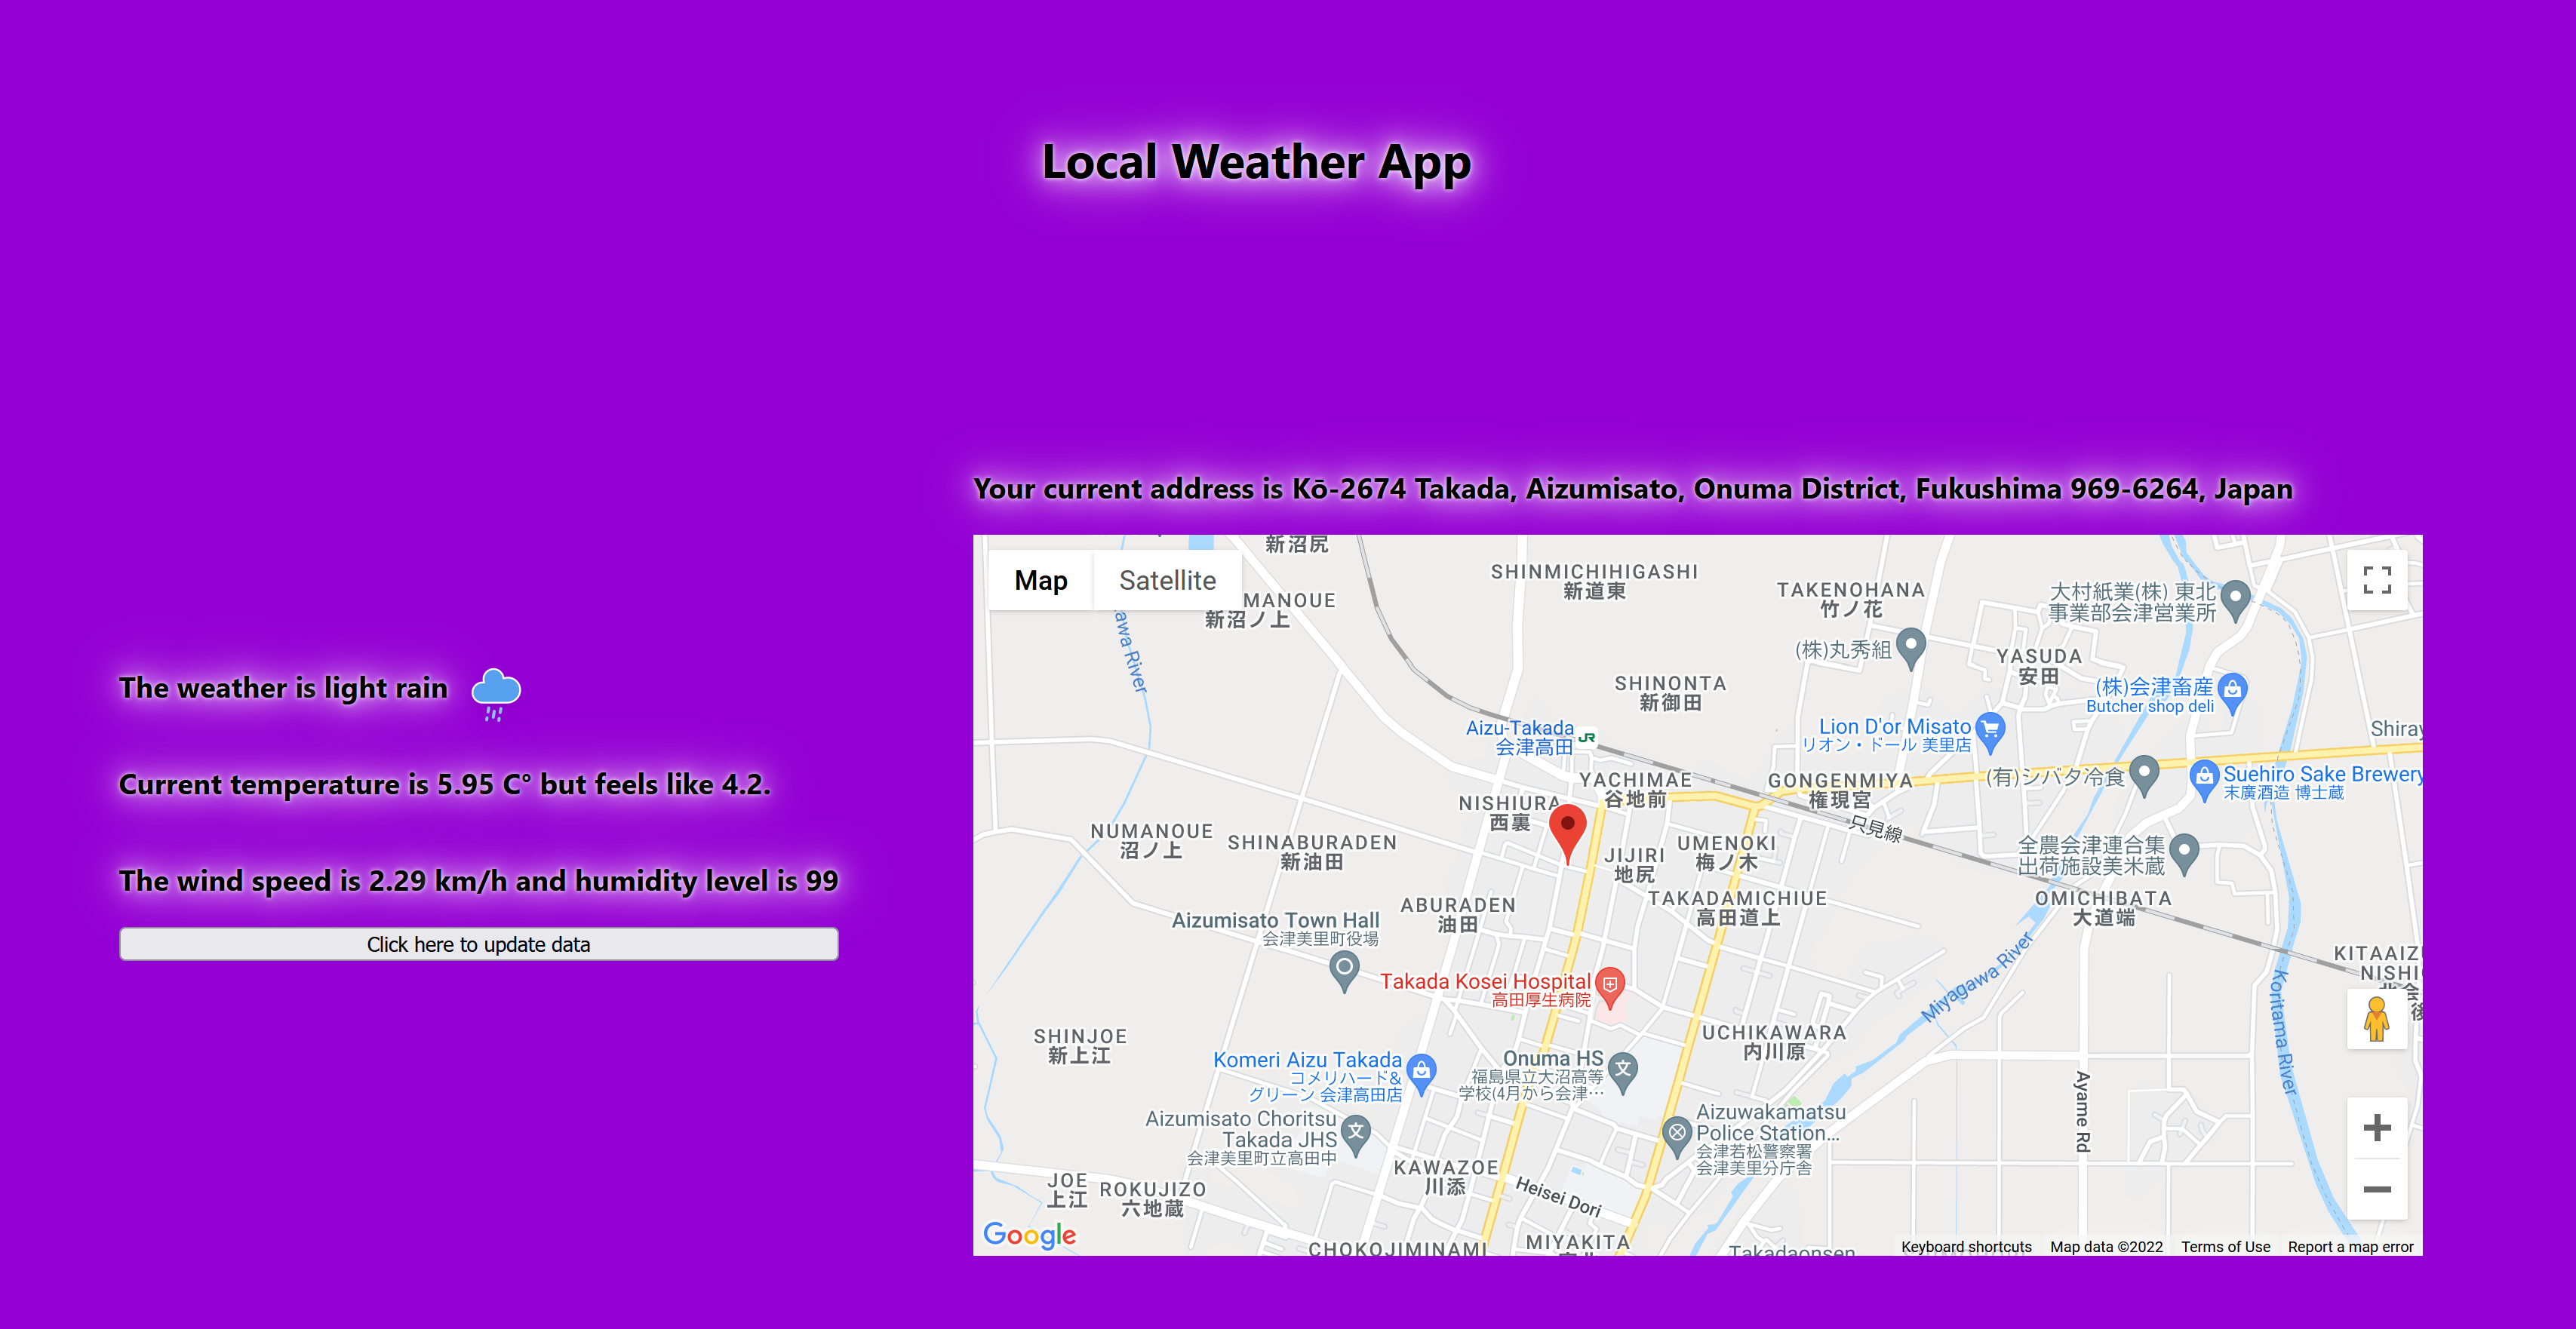 Local Weather App
Your current address is Kō-2674 Takada, Aizumisato, Onuma District, Fukushima 969-6264, Japan
The weather is light rain
Current temperature is 5.95 C° but feels like 4.2.
The wind speed is 2.29 km/h and humidity level is 99
Click here to update data
Map
Satellite
新沼尻
MANOUE
新沼ノ上
awa River
SHINMICHIHIGASHI
新道東
TAKENOHANA
竹ノ花
大村紙業(株) 東北
事業部会津営業所
(株)丸秀組
YASUDA
安田
SHINONTA
新御田
(株)会津畜産
Butcher shop deli
Aizu-Takada
会津高田
JR
Lion D'or Misato
リオン・ドール 美里店
Shiray
YACHIMAE
谷地前
GONGENMIYA
権現宮
(有)シバタ冷食
Suehiro Sake Brewery
末廣酒造 博士蔵
NISHIURA
西裏
只見線
NUMANOUE
沼ノ上
SHINABURADEN
新油田
JIJIRI
地尻
UMENOKI
梅ノ木
全農会津連合集
出荷施設美米蔵
ABURADEN
油田
TAKADAMICHIUE
高田道上
OMICHIBATA
大道端
Aizumisato Town Hall
会津美里町役場
KITAAIZ
NISHI
Takada Kosei Hospital
高田厚生病院
Miyagawa River
Koritama River
SHINJOE
新上江
UCHIKAWARA
内川原
Komeri Aizu Takada
コメリハード&
グリーン 会津高田店
Onuma HS
福島県立大沼高等
学校(4月から会津…
Ayame Rd
Aizumisato Choritsu
Takada JHS
会津美里町立高田中
Aizuwakamatsu
Police Station...
会津若松警察署
会津美里分庁舎
KAWAZOE
川添
JOE
上江
ROKUJIZO
六地蔵
Heisei Dori
CHOKOJIMINAMI
MIYAKITA
Takadaonsen
Google
Keyboard shortcuts
Map data ©2022
Terms of Use
Report a map error